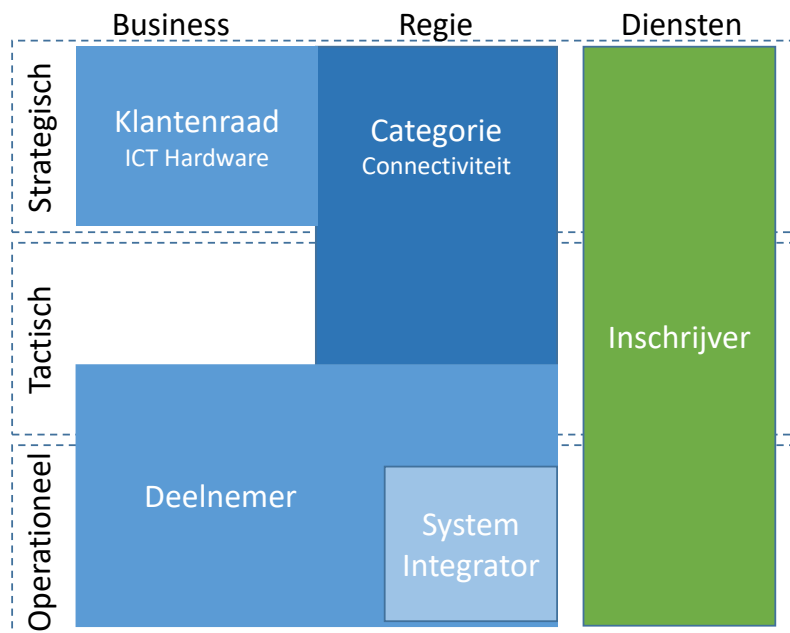 Business
Regie
Diensten
Strategisch
Klantenraad
ICT Hardware
Categorie
Connectiviteit
Tactisch
Inschrijver
Operationeel
Deelnemer
System
Integrator